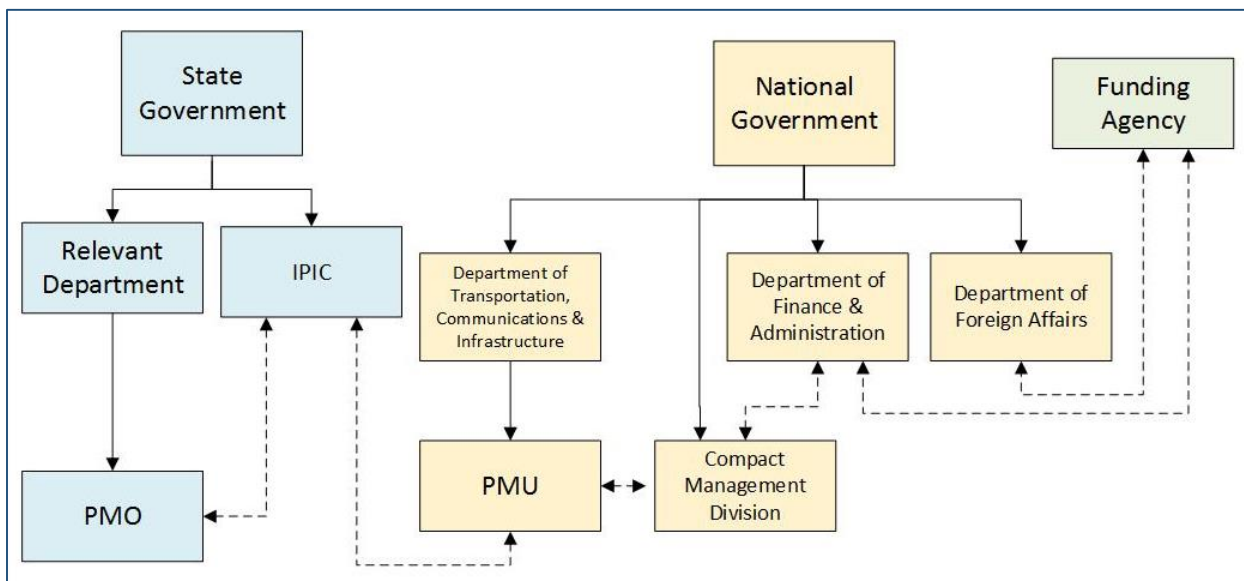 State
Government
National
Government
Funding
Agency
Relevant
Department
IPIC
Department of
Transportation,
Communications &
Infrastructure
Department of
Finance &
Administration
Department of
Foreign Affairs
PMO
PMU
Compact
Management
Division